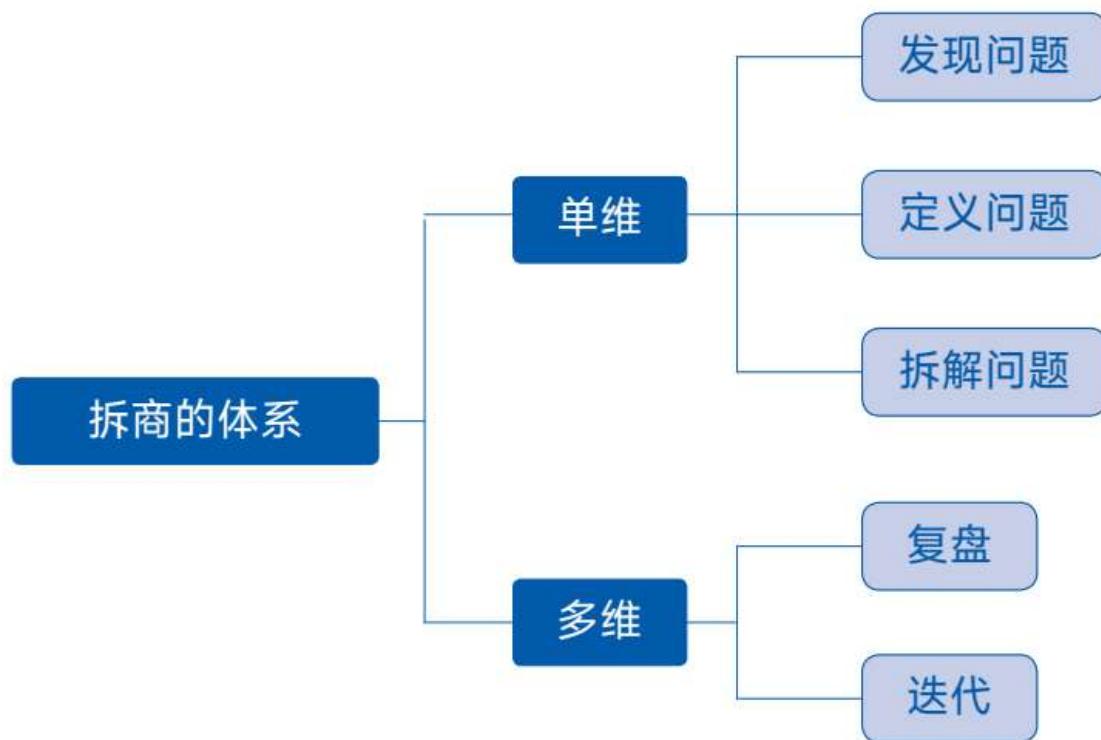 拆商的体系
单维
发现问题
定义问题
拆解问题
多维
复盘
迭代